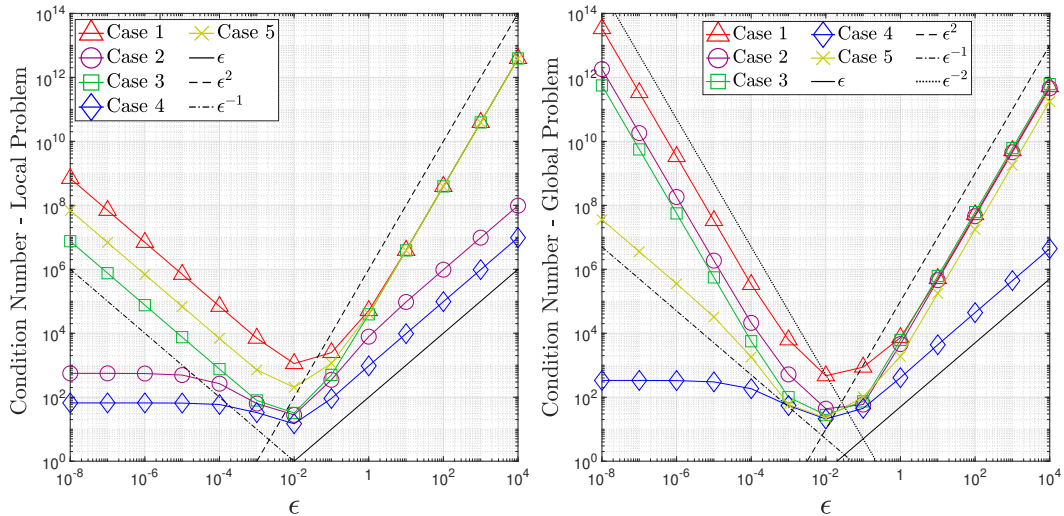 10^14
10^12
10^10
10^8
10^6
10^4
10^2
10^0
Condition Number - Local Problem
Case 1
Case 2
Case 3
Case 4
Case 5
ϵ
ϵ^2
ϵ^-1
10^-8
10^-6
10^-4
10^-2
1
10^2
10^4
ϵ
10^14
10^12
10^10
10^8
10^6
10^4
10^2
10^0
Condition Number - Global Problem
Case 1
Case 2
Case 3
Case 4
Case 5
ϵ
ϵ^2
ϵ^-1
ϵ^-2
10^-8
10^-6
10^-4
10^-2
1
10^2
10^4
ϵ